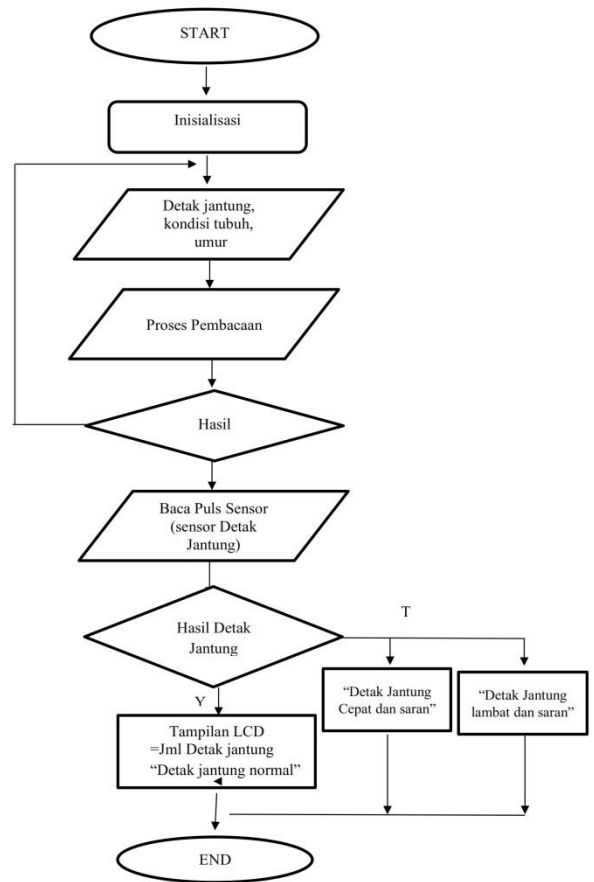 START
Inisialisasi
Detak jantung,
kondisi tubuh,
umur
Proses Pembacaan
Hasil
Baca Puls Sensor
(sensor Detak
Jantung)
Hasil Detak
Jantung
T
Y
“Detak Jantung
Cepat dan saran”
“Detak Jantung
lambat dan saran”
Tampilan LCD
=Jml Detak jantung
“Detak jantung normal”
END